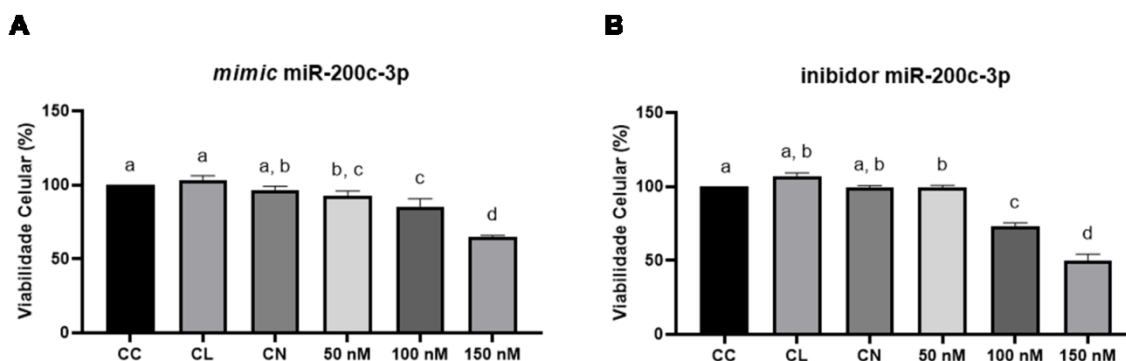 A
mimic miR-200c-3p
Viabilidade Celular (%)
150
100
50
0
a
a
a, b
b, c
c
d
CC CL CN 50 nM 100 nM 150 nM
B
inibidor miR-200c-3p
Viabilidade Celular (%)
150
100
50
0
a
a, b
a, b
b
c
d
CC CL CN 50 nM 100 nM 150 nM